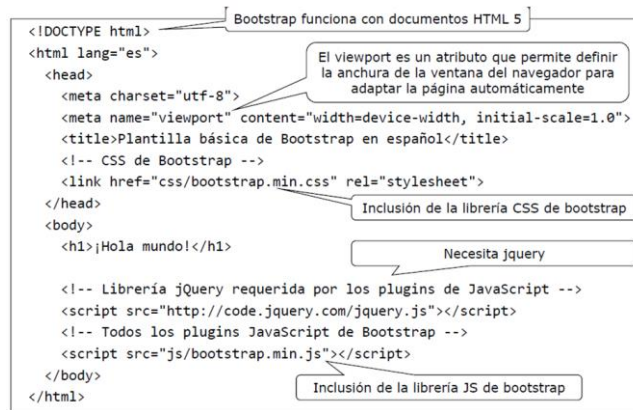 Bootstrap funciona con documentos HTML 5
<!DOCTYPE html>
<html lang="es">
<head>
El viewport es un atributo que permite definir
la anchura de la ventana del navegador para
adaptar la página automáticamente
<meta charset="utf-8">
<meta name="viewport" content="width=device-width, initial-scale=1.0">
<title>Plantilla básica de Bootstrap en español</title>
<!-- CSS de Bootstrap -->
<link href="css/bootstrap.min.css" rel="stylesheet">
</head>
Inclusión de la librería CSS de bootstrap
<body>
<h1>¡Hola mundo!</h1>
Necesita jquery
<!-- Librería jQuery requerida por los plugins de JavaScript -->
<script src="http://code.jquery.com/jquery.js"></script>
<!-- Todos los plugins JavaScript de Bootstrap -->
<script src="js/bootstrap.min.js"></script>
</body>
Inclusión de la librería JS de bootstrap
</html>